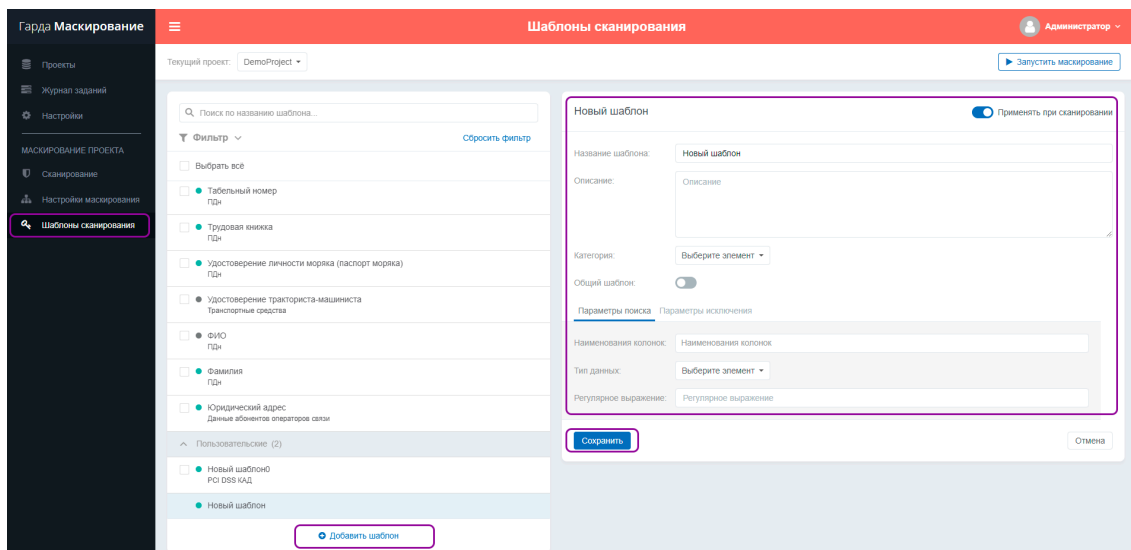 Гарда Маскирование
Шаблоны сканирования
Администратор
Проекты
Журнал заданий
Настройки
МАСКИРОВАНИЕ ПРОЕКТА
Сканирование
Настройки маскирования
Шаблоны сканирования
Текущий проект: DemoProject
Запустить маскирование
Поиск по названию шаблона...
Фильтр
Сбросить фильтр
Выбрать всё
Табельный номер
ПДн
Трудовая книжка
ПДн
Удостоверение личности моряка (паспорт моряка)
ПДн
Удостоверение тракториста-машиниста
Транспортные средства
ФИО
ПДн
Фамилия
ПДн
Юридический адрес
Данные абонентов операторов связи
Пользовательские (2)
Новый шаблон0
PCI DSS КАД
Новый шаблон
Добавить шаблон
Новый шаблон
Применять при сканировании
Название шаблона: Новый шаблон
Описание: Описание
Категория: Выберите элемент
Общий шаблон:
Параметры поиска Параметры исключения
Наименования колонок: Наименования колонок
Тип данных: Выберите элемент
Регулярное выражение: Регулярное выражение
Сохранить
Отмена